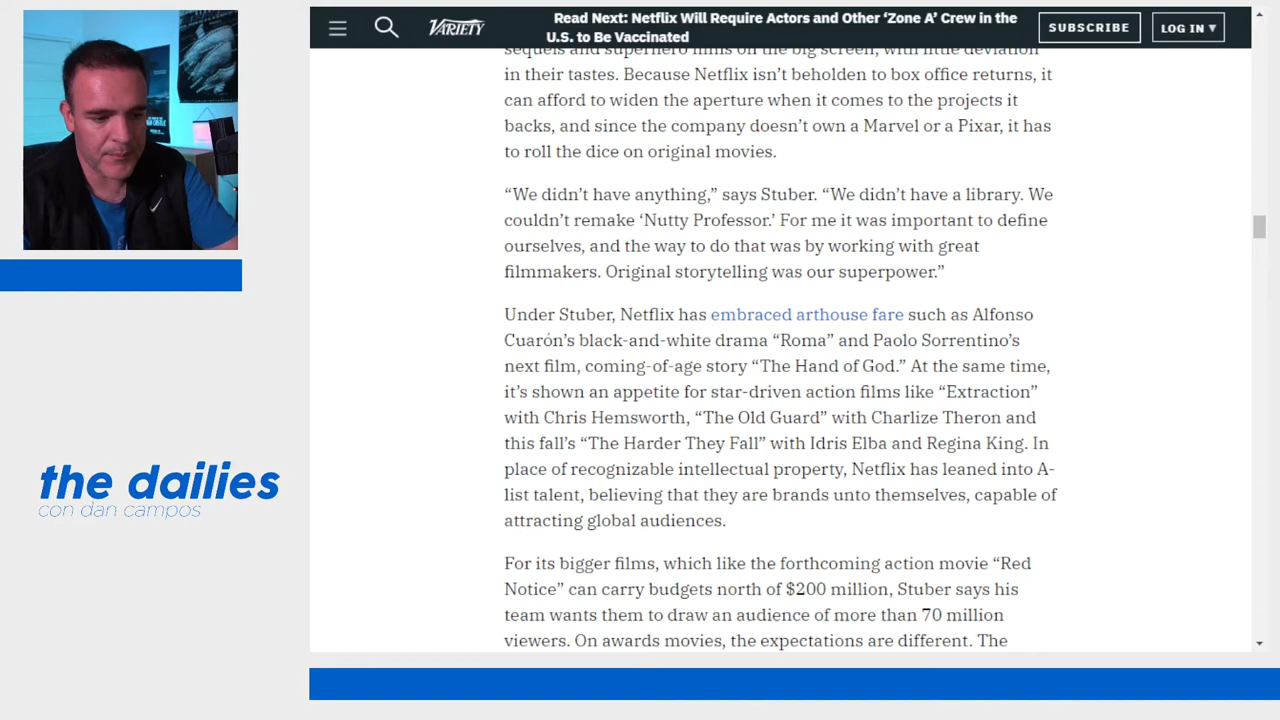 VARIETY
Read Next: Netflix Will Require Actors and Other ‘Zone A’ Crew in the
U.S. to Be Vaccinated
SUBSCRIBE
LOG IN ▾
sequels and superhero films on the big screen, with little deviation
in their tastes. Because Netflix isn’t beholden to box office returns, it
can afford to widen the aperture when it comes to the projects it
backs, and since the company doesn’t own a Marvel or a Pixar, it has
to roll the dice on original movies.
“We didn’t have anything,” says Stuber. “We didn’t have a library. We
couldn’t remake ‘Nutty Professor.’ For me it was important to define
ourselves, and the way to do that was by working with great
filmmakers. Original storytelling was our superpower.”
Under Stuber, Netflix has embraced arthouse fare such as Alfonso
Cuarón’s black-and-white drama “Roma” and Paolo Sorrentino’s
next film, coming-of-age story “The Hand of God.” At the same time,
it’s shown an appetite for star-driven action films like “Extraction”
with Chris Hemsworth, “The Old Guard” with Charlize Theron and
this fall’s “The Harder They Fall” with Idris Elba and Regina King. In
place of recognizable intellectual property, Netflix has leaned into A-
list talent, believing that they are brands unto themselves, capable of
attracting global audiences.
For its bigger films, which like the forthcoming action movie “Red
Notice” can carry budgets north of $200 million, Stuber says his
team wants them to draw an audience of more than 70 million
viewers. On awards movies, the expectations are different. The
the dailies
con dan campos